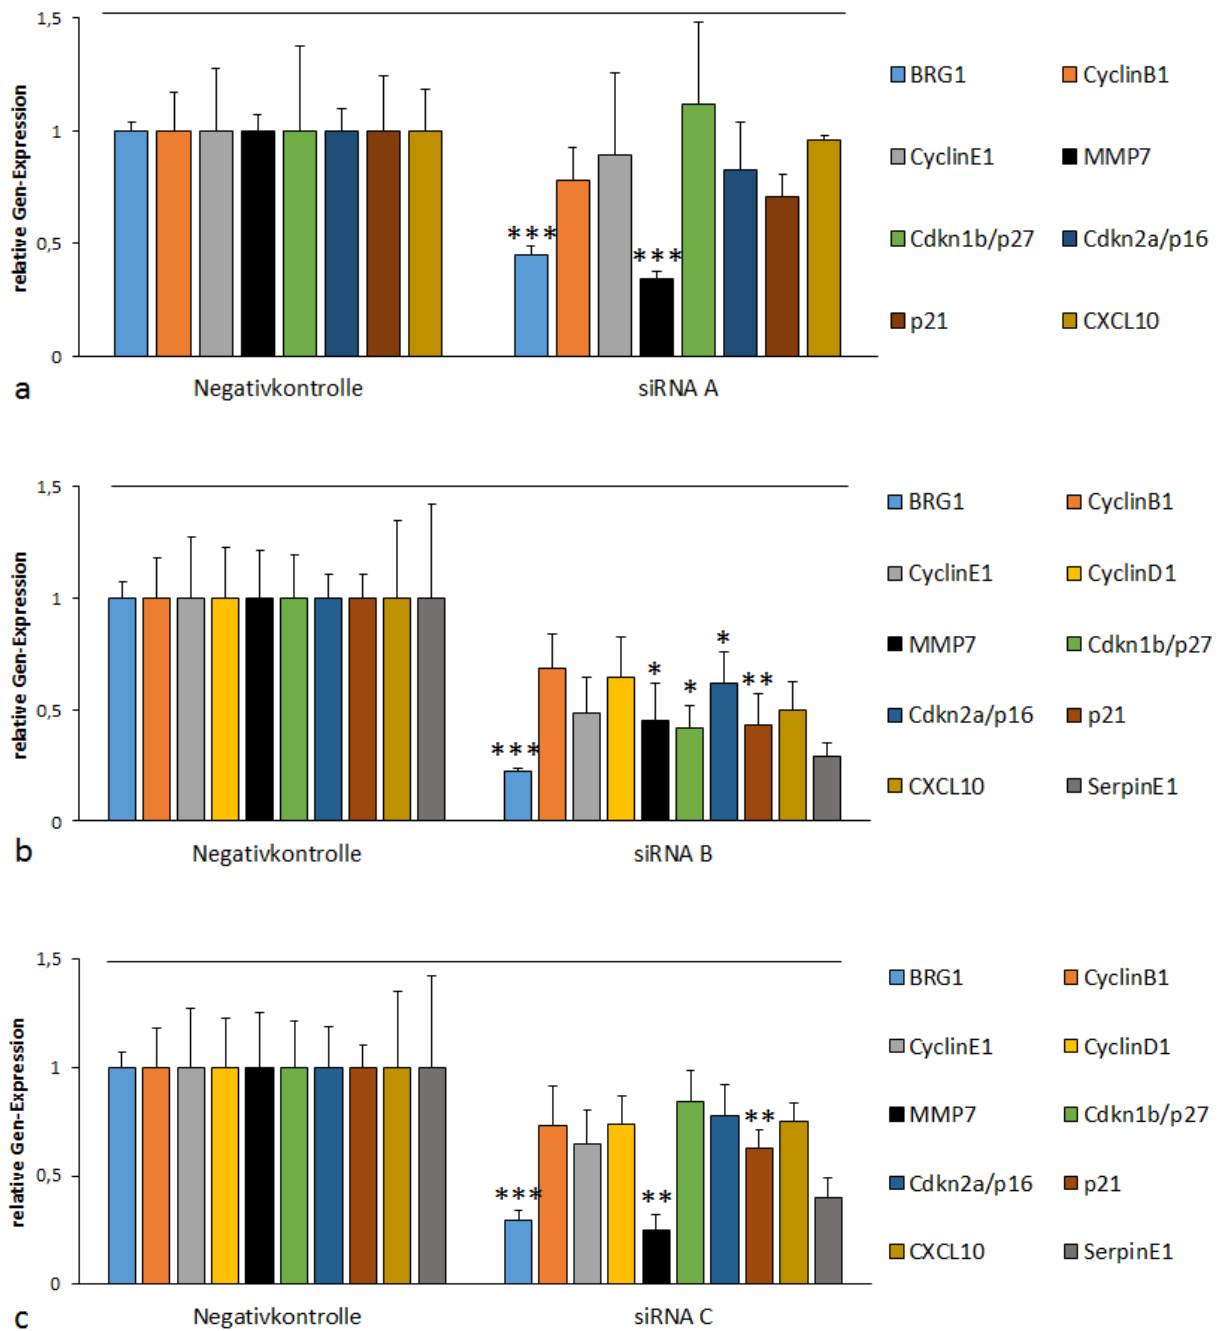 1,5
1
0,5
0
relative Gen-Expression
*** ***
Negativkontrolle siRNA A
BRG1 CyclinB1
CyclinE1 MMP7
Cdkn1b/p27 Cdkn2a/p16
p21 CXCL10
a
1,5
1
0,5
0
relative Gen-Expression
*** * * * **
Negativkontrolle siRNA B
BRG1 CyclinB1
CyclinE1 CyclinD1
MMP7 Cdkn1b/p27
Cdkn2a/p16 p21
CXCL10 SerpinE1
b
1,5
1
0,5
0
relative Gen-Expression
*** ** **
Negativkontrolle siRNA C
BRG1 CyclinB1
CyclinE1 CyclinD1
MMP7 Cdkn1b/p27
Cdkn2a/p16 p21
CXCL10 SerpinE1
c